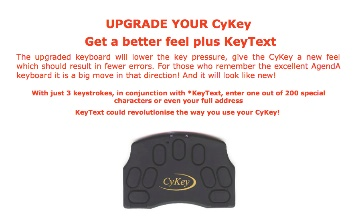 UPGRADE YOUR CyKey
Get a better feel plus KeyText
The upgraded keyboard will lower the key pressure, give the CyKey a new feel
which should result in fewer errors. For those who remember the excellent AgendA
keyboard it is a big move in that direction! And it will look like new!
With just 3 keystrokes, in conjunction with *KeyText, enter one out of 200 special
characters or even your full address
KeyText could revolutionise the way you use your CyKey!
CyKey